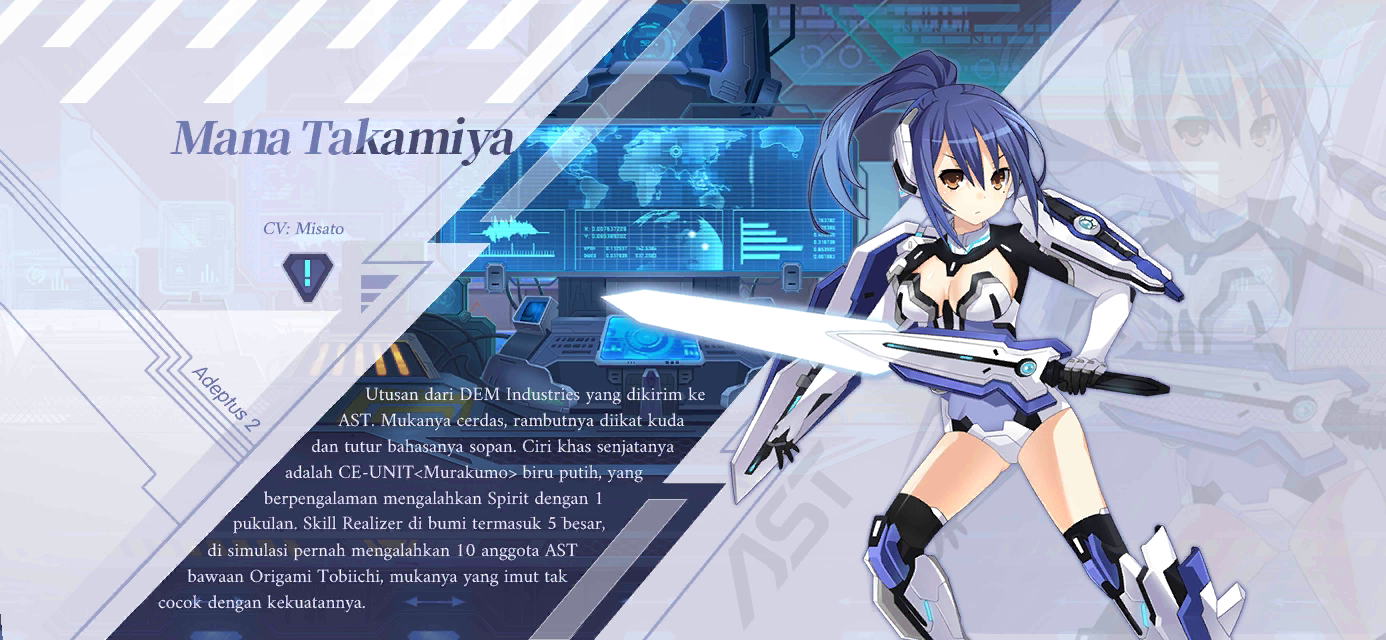 Mana Takamiya
CV: Misato
Adeptus 2
Utusan dari DEM Industries yang dikirim ke
AST. Mukanya cerdas, rambutnya diikat kuda
dan tutur bahasanya sopan. Ciri khas senjatanya
adalah CE-UNIT<Murakumo> biru putih, yang
berpengalaman mengalahkan Spirit dengan 1
pukulan. Skill Realizer di bumi termasuk 5 besar,
di simulasi pernah mengalahkan 10 anggota AST
bawaan Origami Tobiichi, mukanya yang imut tak
cocok dengan kekuatannya.
AST